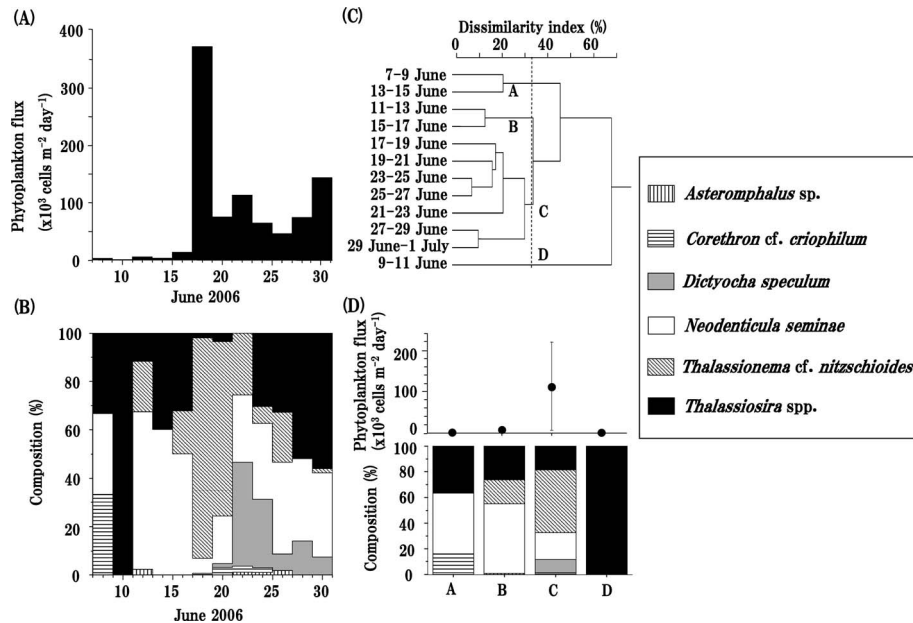 (A)
Phytoplankton flux
(x10³ cells m⁻² day⁻¹)
400
300
200
100
0
10 15 20 25 30
June 2006
(B)
Composition (%)
100
80
60
40
20
0
10 15 20 25 30
June 2006
(C)
Dissimilarity index (%)
0 20 40 60
7-9 June
13-15 June
11-13 June
15-17 June
17-19 June
19-21 June
23-25 June
25-27 June
21-23 June
27-29 June
29 June-1 July
9-11 June
A
B
C
D
(D)
Phytoplankton flux
(x10³ cells m⁻² day⁻¹)
200
100
0
Composition (%)
100
80
60
40
20
0
A B C D
Asteromphalus sp.
Corethron cf. criophilum
Dictyocha speculum
Neodenticula seminae
Thalassionema cf. nitzschioides
Thalassiosira spp.